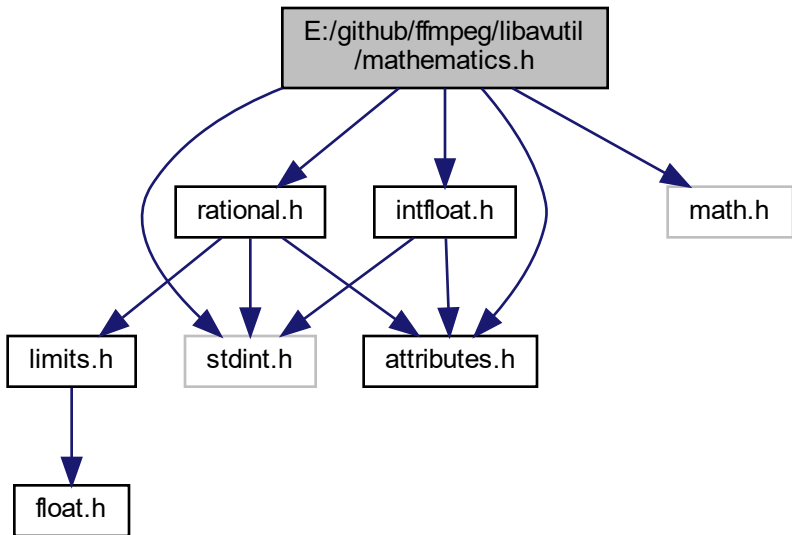 E:/github/ffmpeg/libavutil
/mathematics.h
rational.h
intfloat.h
math.h
limits.h
stdint.h
attributes.h
float.h